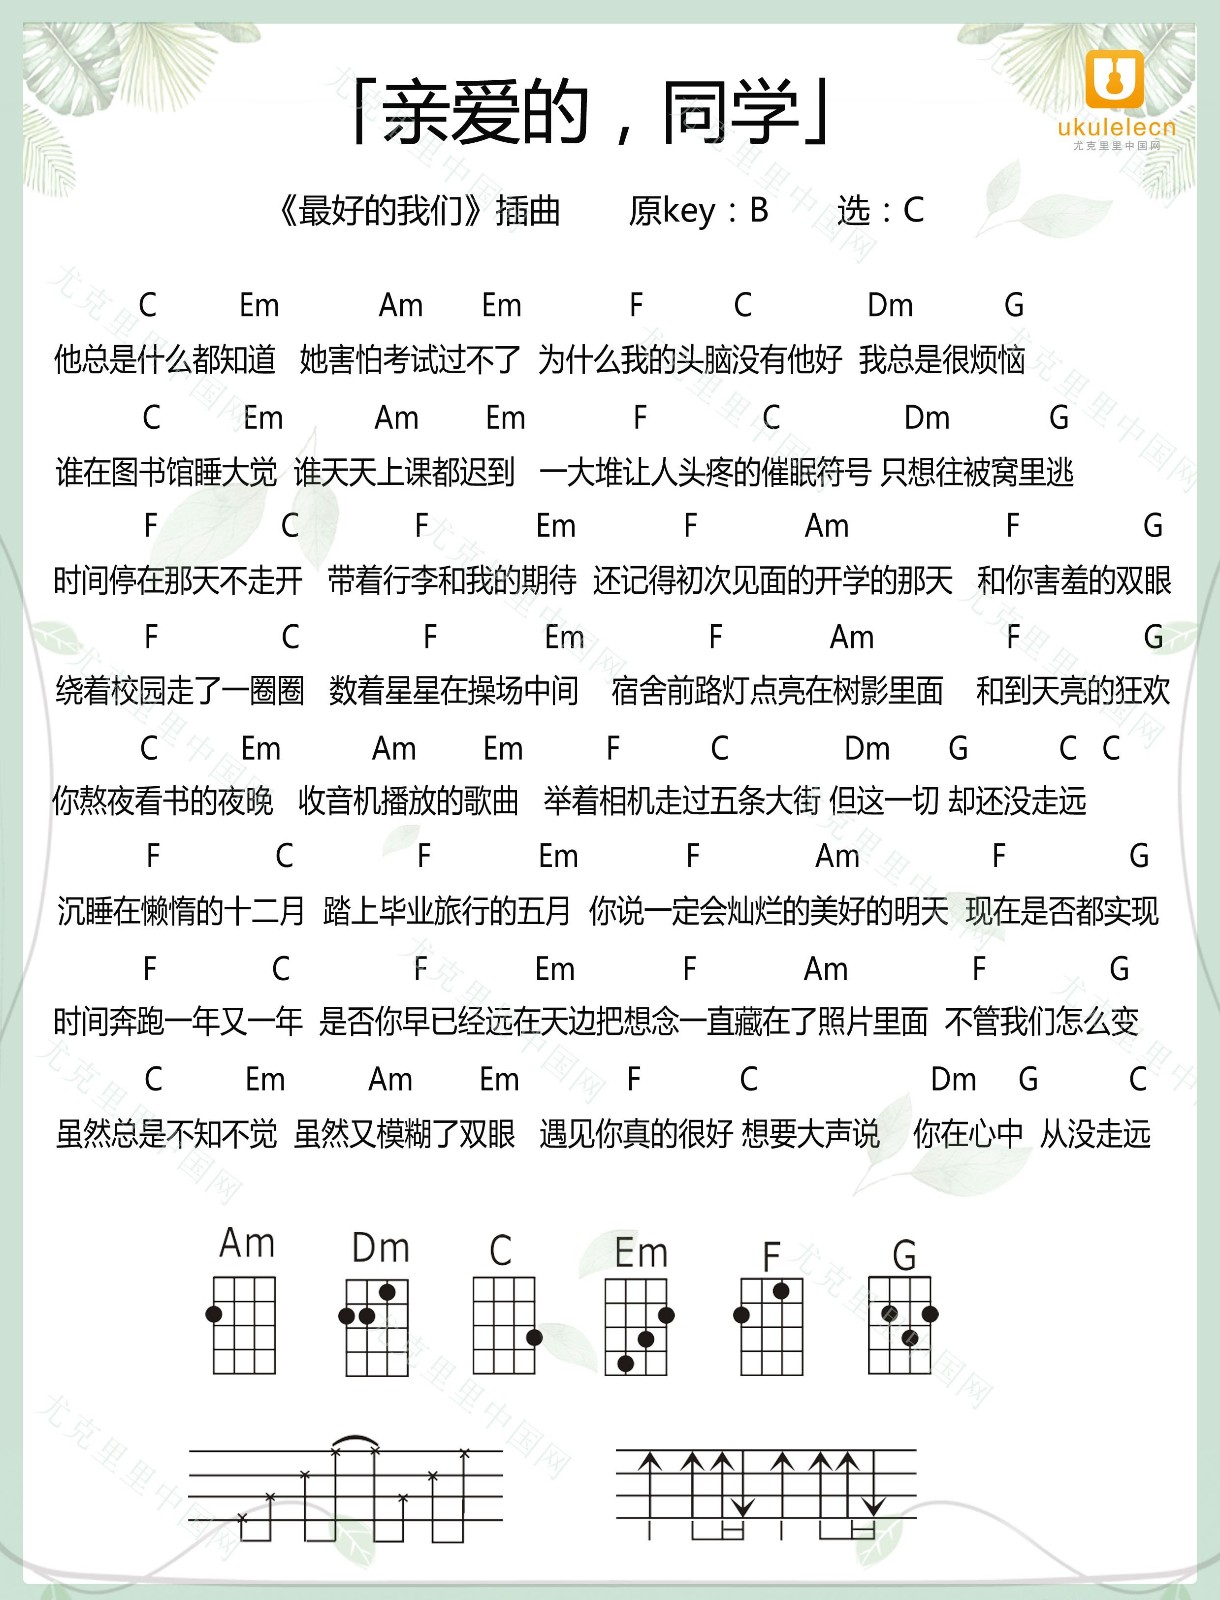 「亲爱的，同学」
ukulelecn
尤克里里中国网
《最好的我们》插曲 原key：B 选：C
C Em Am Em F C Dm G
他总是什么都知道 她害怕考试过不了 为什么我的头脑没有他好 我总是很烦恼
C Em Am Em F C Dm G
谁在图书馆睡大觉 谁天天上课都迟到 一大堆让人头疼的催眠符号 只想往被窝里逃
F C F Em F Am F G
时间停在那天不走开 带着行李和我的期待 还记得初次见面的开学的那天 和你害羞的双眼
F C F Em F Am F G
绕着校园走了一圈圈 数着星星在操场中间 宿舍前路灯点亮在树影里面 和到天亮的狂欢
C Em Am Em F C Dm G C C
你熬夜看书的夜晚 收音机播放的歌曲 举着相机走过五条大街 但这一切 却还没走远
F C F Em F Am F G
沉睡在懒惰的十二月 踏上毕业旅行的五月 你说一定会灿烂的美好的明天 现在是否都实现
F C F Em F Am F G
时间奔跑一年又一年 是否你早已经远在天边把想念一直藏在了照片里面 不管我们怎么变
C Em Am Em F C Dm G C
虽然总是不知不觉 虽然又模糊了双眼 遇见你真的很好 想要大声说 你在心中 从没走远
Am Dm C Em F G